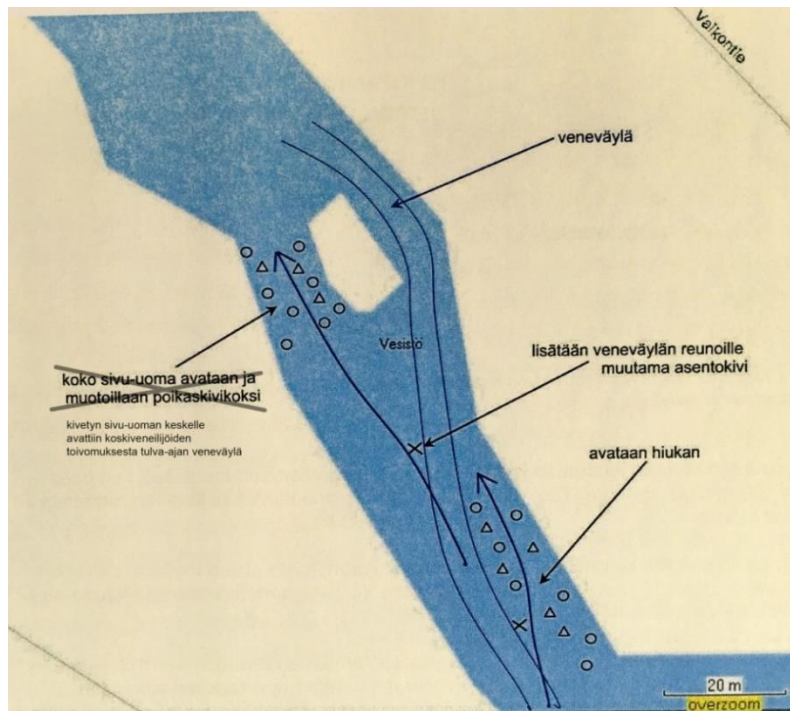 Valkontie
veneväylä
Vesistö
lisätään veneväylän reunoille
muutama asentokivi
koko sivu-uoma avataan ja
muotoillaan poikaskivikoksi
kivetyn sivu-uoman keskelle
avattiin koskiveneilijöiden
toivomuksesta tulva-ajan veneväylä
avataan hiukan
20 m
overzoom